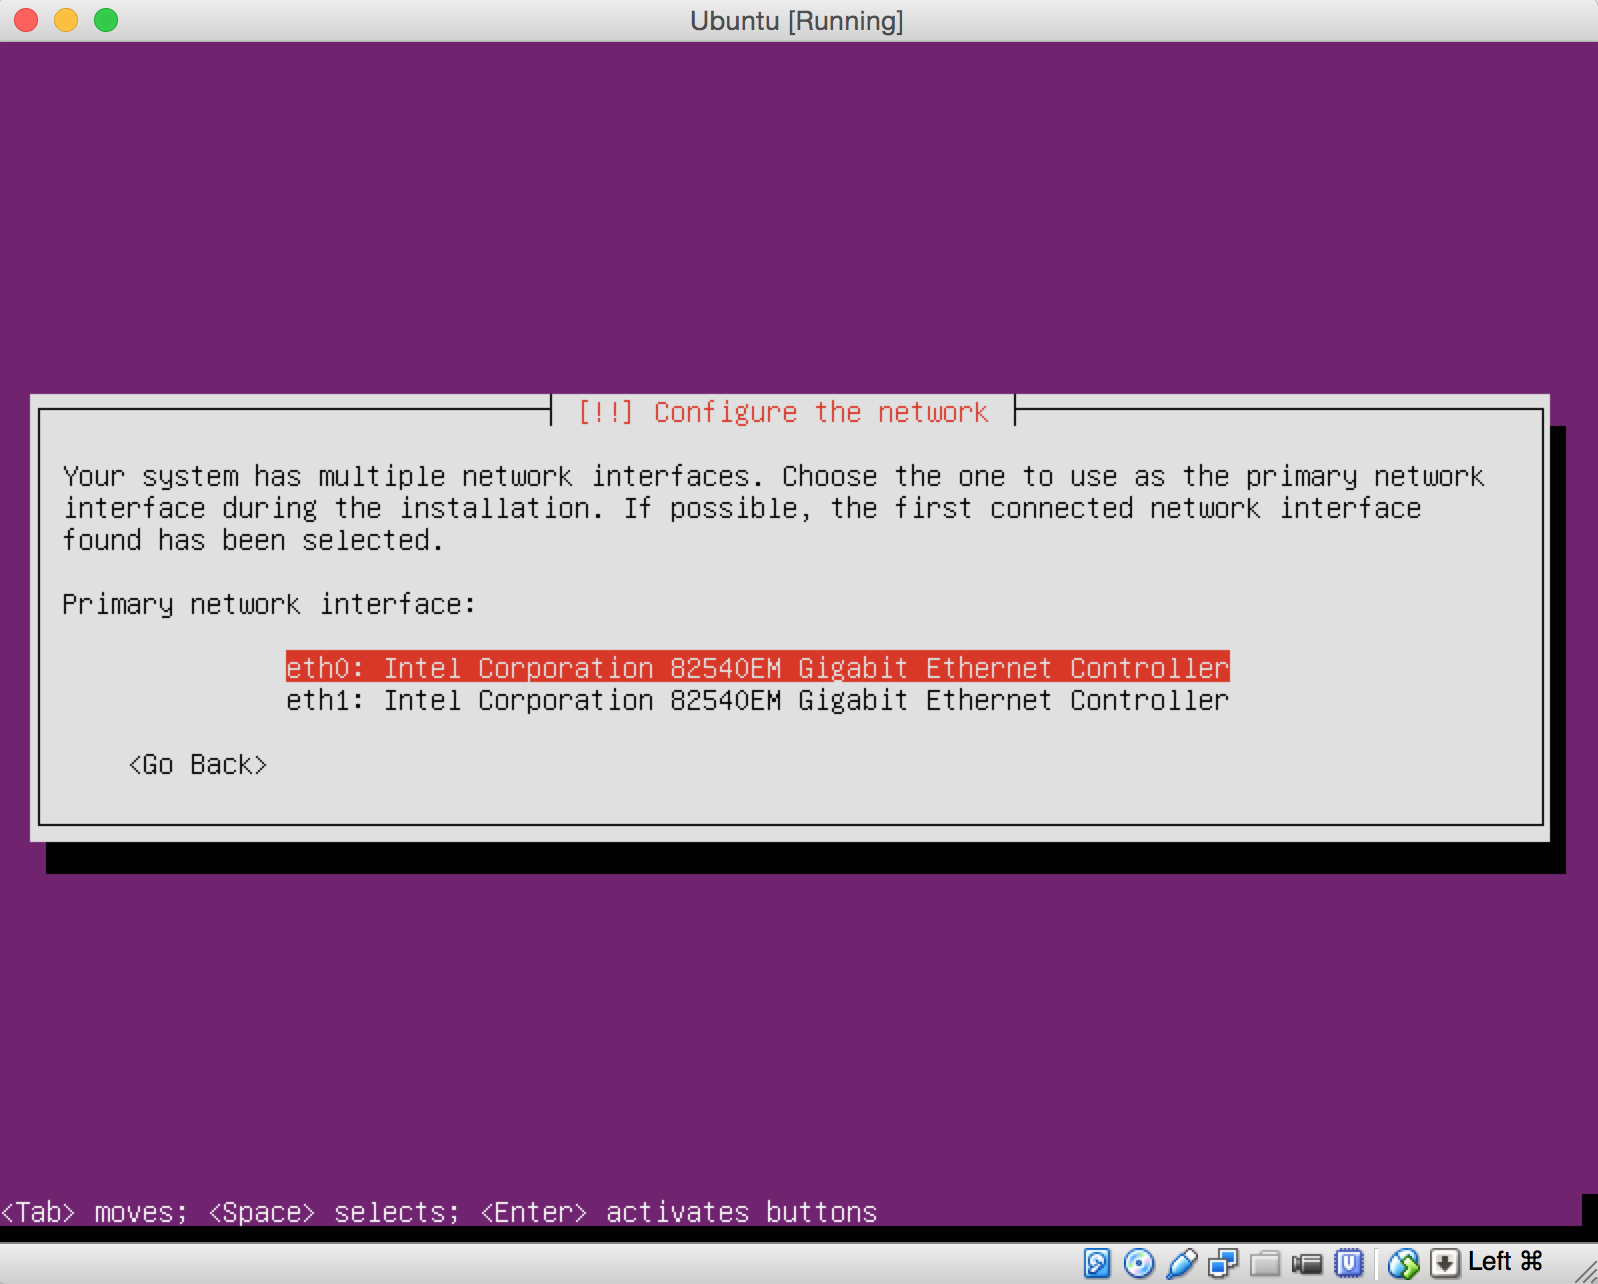 Ubuntu [Running]
[!!] Configure the network
Your system has multiple network interfaces. Choose the one to use as the primary network
interface during the installation. If possible, the first connected network interface
found has been selected.
Primary network interface:
eth0: Intel Corporation 82540EM Gigabit Ethernet Controller
eth1: Intel Corporation 82540EM Gigabit Ethernet Controller
<Go Back>
<Tab> moves; <Space> selects; <Enter> activates buttons
Left ⌘